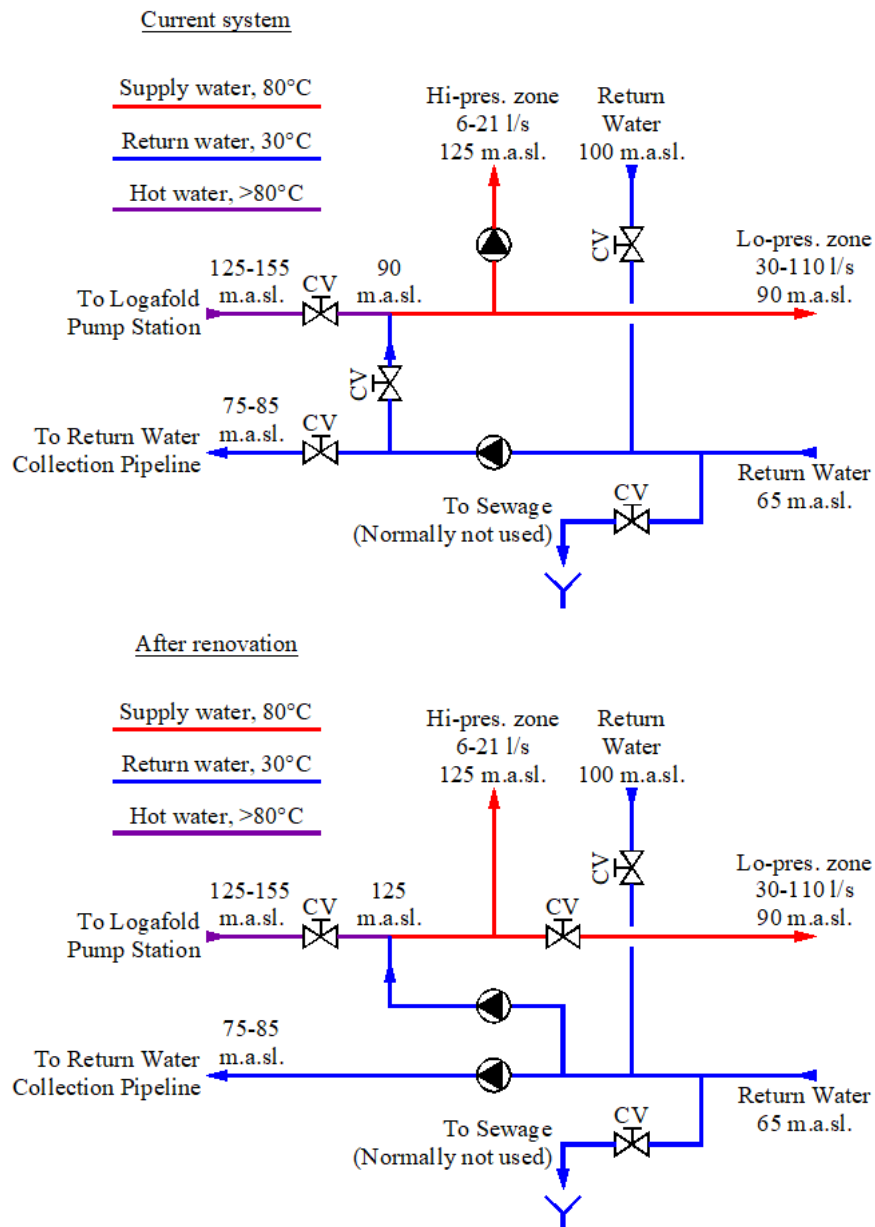 Current system
Supply water, 80°C
Return water, 30°C
Hot water, >80°C
Hi-pres. zone
6-21 l/s
125 m.a.sl.
Return
Water
100 m.a.sl.
CV
Lo-pres. zone
30-110 l/s
90 m.a.sl.
125-155
m.a.sl.
CV
90
m.a.sl.
To Logafold
Pump Station
CV
75-85
m.a.sl.
CV
To Return Water
Collection Pipeline
Return Water
65 m.a.sl.
To Sewage
(Normally not used)
CV
After renovation
Supply water, 80°C
Return water, 30°C
Hot water, >80°C
Hi-pres. zone
6-21 l/s
125 m.a.sl.
Return
Water
100 m.a.sl.
CV
Lo-pres. zone
30-110 l/s
90 m.a.sl.
125-155
m.a.sl.
CV
125
m.a.sl.
CV
To Logafold
Pump Station
75-85
m.a.sl.
To Return Water
Collection Pipeline
Return Water
65 m.a.sl.
To Sewage
(Normally not used)
CV